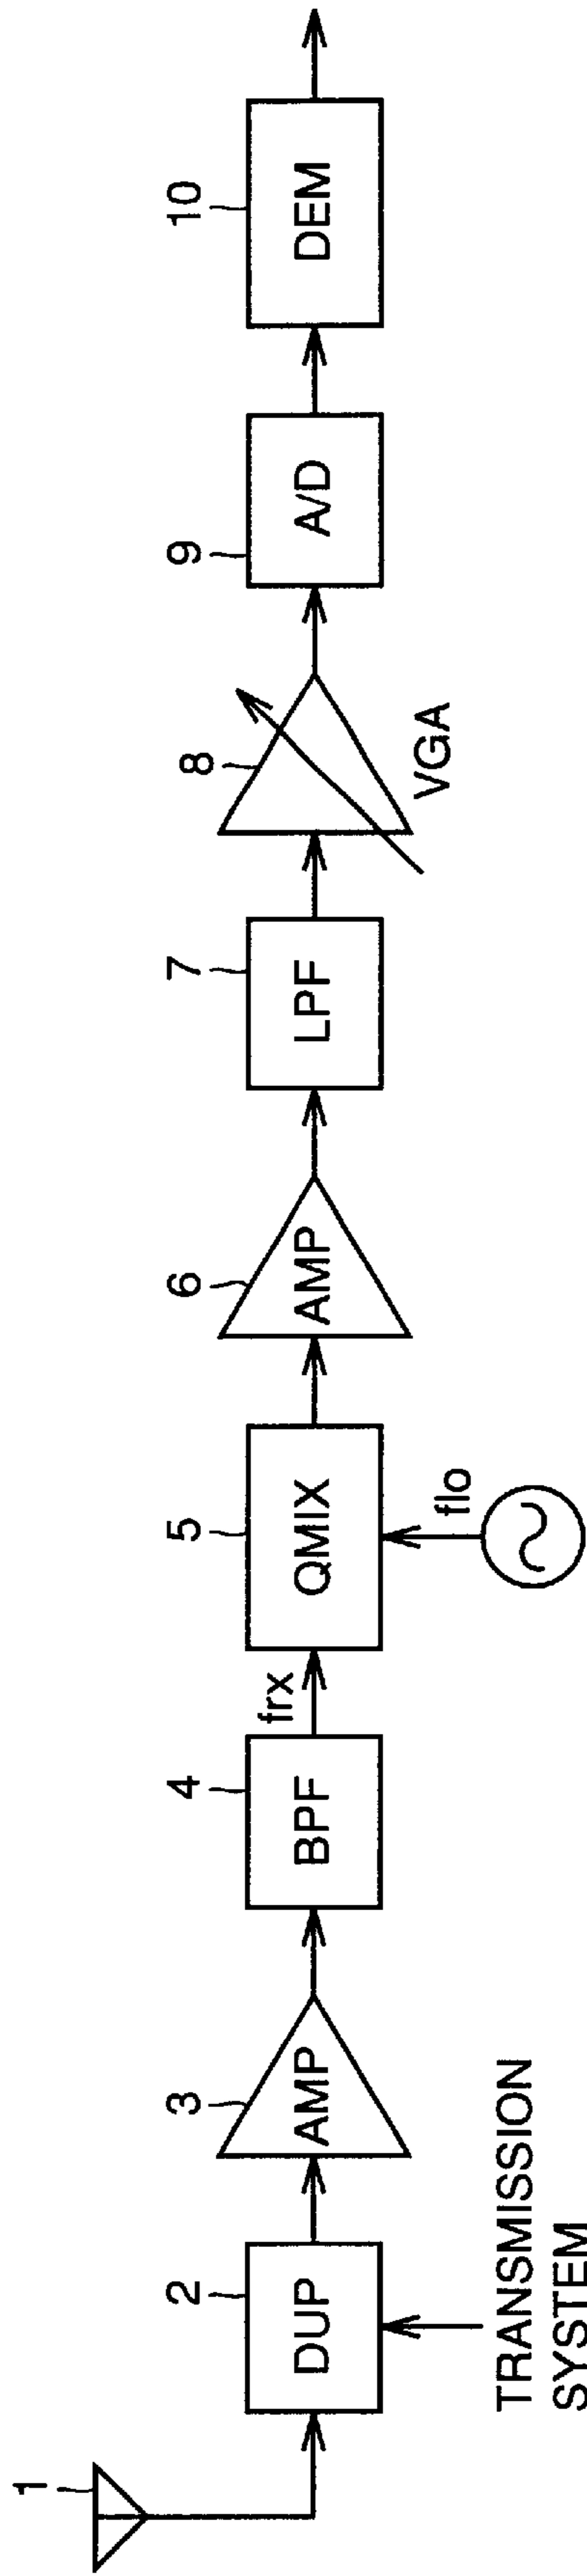 1
2
DUP
TRANSMISSION
SYSTEM
3
AMP
4
BPF
frx
5
QMIX
flo
6
AMP
7
LPF
8
VGA
9
A/D
10
DEM